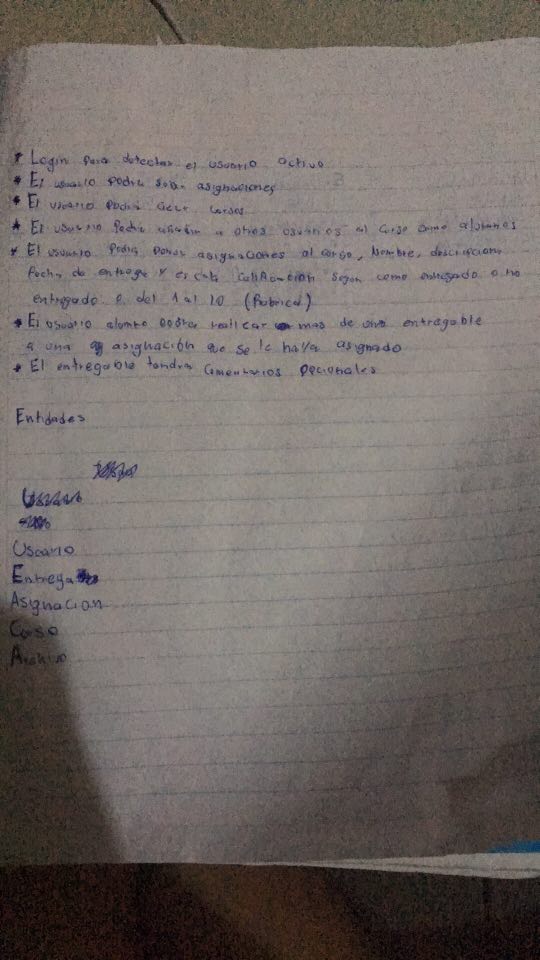 * Login para detectar el usuario activo
* El usuario podra subir asignaciones
* El usuario podra crear cursos
* El usuario podra añadir a otros usuarios al curso como alumnos
* El usuario podra poner asignaciones al curso, Nombre, descripcion
fecha de entrega y escala calificacion segun como entregado o no
entregado o del 1 al 10 (Rubrica)
* El usuario alumno podra realizar mas de un entregable
a una asignación que se le haya asignado
* El entregable tendra comentarios opcionales
Entidades
Usuario
Entrega
Asignacion
Curso
Archivo